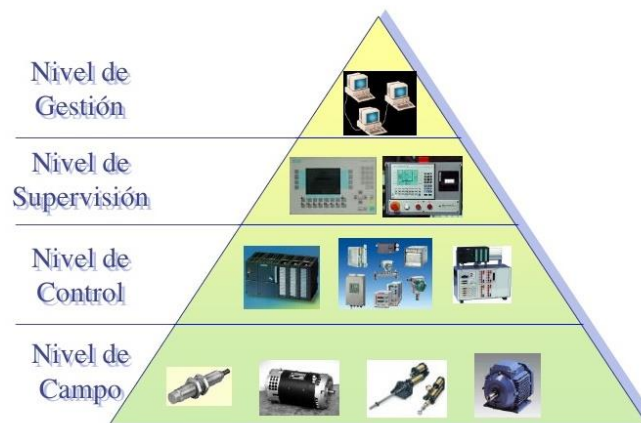 Nivel de
Gestión
Nivel de
Supervisión
Nivel de
Control
Nivel de
Campo